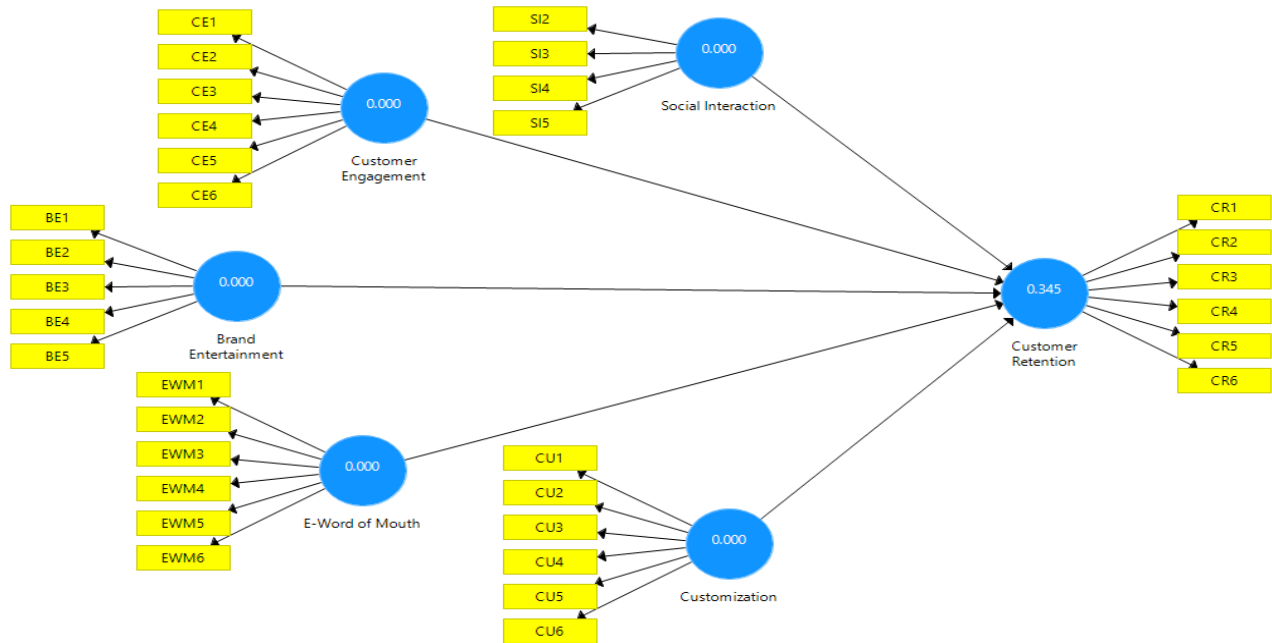 CE1
CE2
CE3
CE4
CE5
CE6
0.000
Customer
Engagement
SI2
SI3
SI4
SI5
0.000
Social Interaction
BE1
BE2
BE3
BE4
BE5
0.000
Brand
Entertainment
0.345
Customer
Retention
CR1
CR2
CR3
CR4
CR5
CR6
EWM1
EWM2
EWM3
EWM4
EWM5
EWM6
0.000
E-Word of Mouth
CU1
CU2
CU3
CU4
CU5
CU6
0.000
Customization